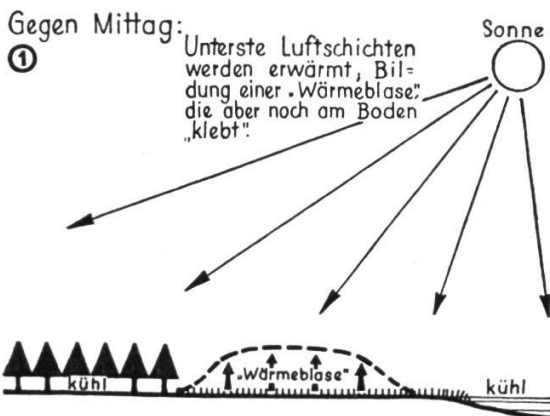 Gegen Mittag:
①
Sonne
Unterste Luftschichten
werden erwärmt, Bil=
dung einer „Wärmeblase”,
die aber noch am Boden
„klebt”.
kühl
„Wärmeblase”
kühl